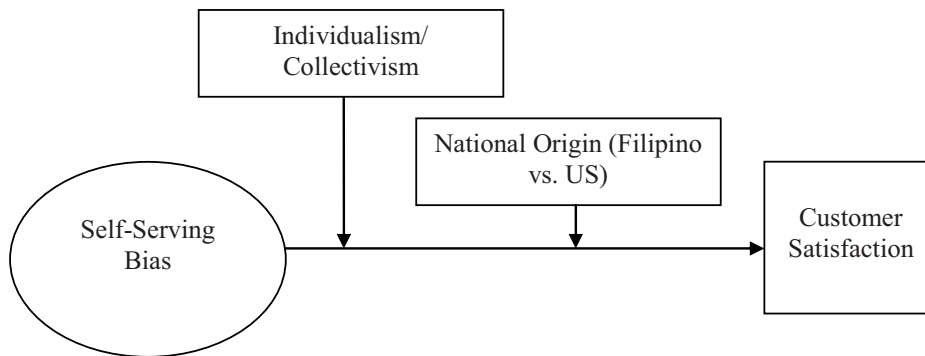 Individualism/
Collectivism
National Origin (Filipino
vs. US)
Self-Serving
Bias
Customer
Satisfaction